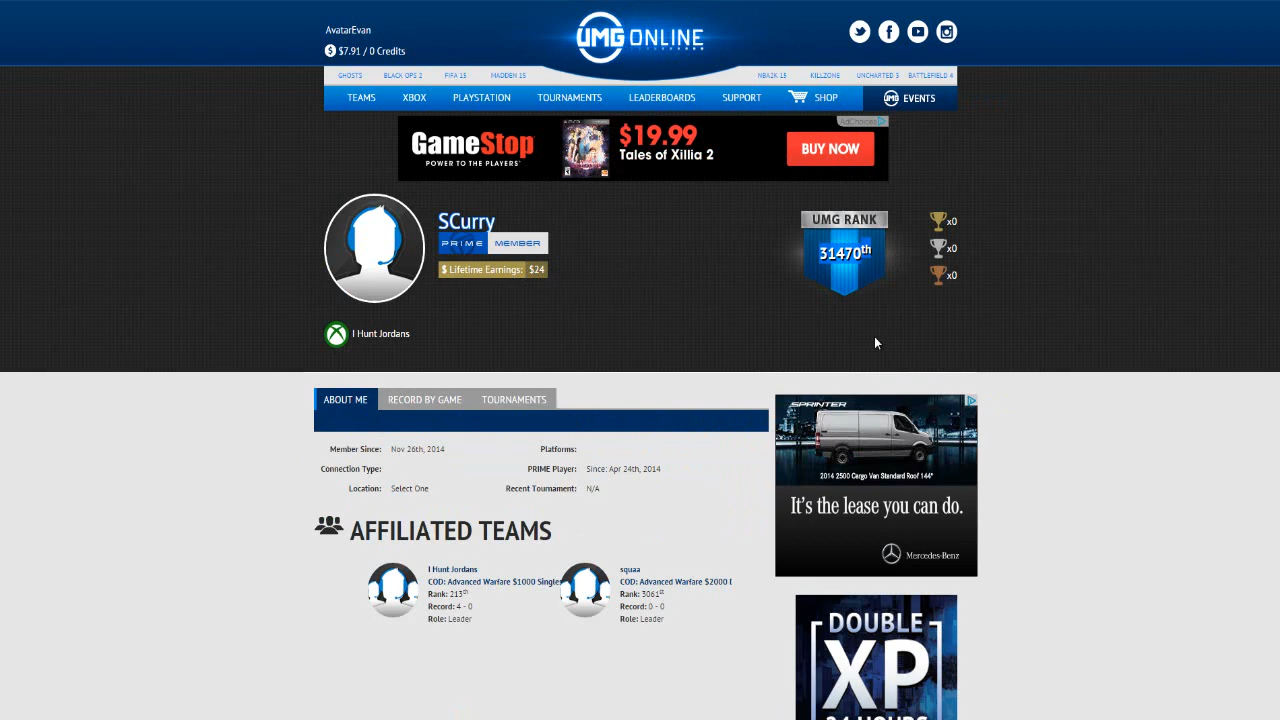 AvatarEvan
$ $7.91 / 0 Credits
UMG ONLINE
GHOSTS BLACK OPS 2 FIFA 15 MADDEN 15 NBA2K 15 KILLZONE UNCHARTED 3 BATTLEFIELD 4
TEAMS XBOX PLAYSTATION TOURNAMENTS LEADERBOARDS SUPPORT SHOP UMG EVENTS
AdChoices
GameStop
POWER TO THE PLAYERS
$19.99
Tales of Xillia 2
BUY NOW
SCurry
PRIME MEMBER
$ Lifetime Earnings: $24
UMG RANK
31470th
x0
x0
x0
I Hunt Jordans
ABOUT ME RECORD BY GAME TOURNAMENTS
Member Since: Nov 26th, 2014 Platforms:
Connection Type: PRIME Player: Since: Apr 24th, 2014
Location: Select One Recent Tournament: N/A
AFFILIATED TEAMS
I Hunt Jordans
COD: Advanced Warfare $1000 Single
Rank: 213th
Record: 4 - 0
Role: Leader
squaa
COD: Advanced Warfare $2000 
Rank: 3061st
Record: 0 - 0
Role: Leader
SPRINTER
2014 2500 Cargo Van Standard Roof 144"
It's the lease you can do.
Mercedes-Benz
DOUBLE
XP
24 HOURS